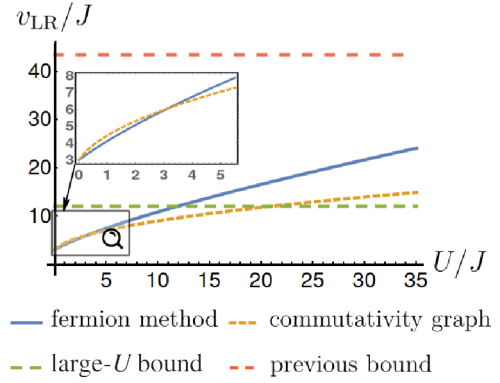 v_LR/J
40
30
20
10
8
7
6
5
4
3
0 1 2 3 4 5
5 10 15 20 25 30 35
U/J
fermion method commutativity graph
large-U bound previous bound